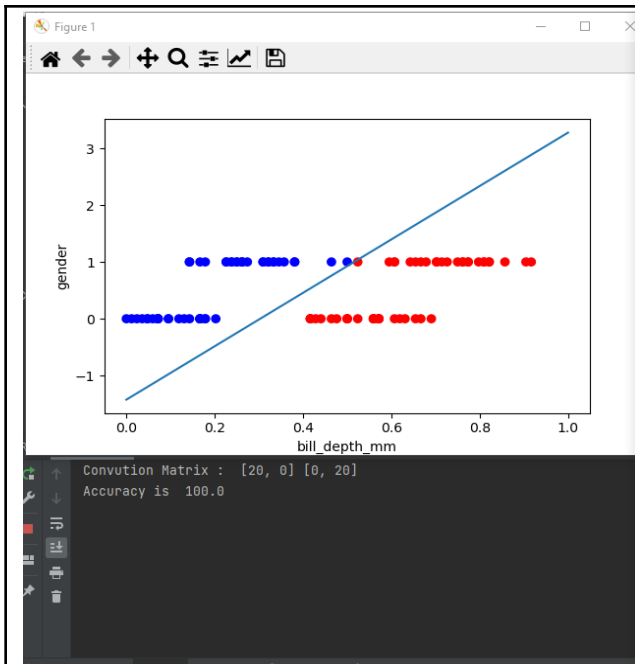 Figure 1
3
2
1
0
−1
gender
0.0 0.2 0.4 0.6 0.8 1.0
bill_depth_mm
Convution Matrix :  [20, 0] [0, 20]
Accuracy is  100.0